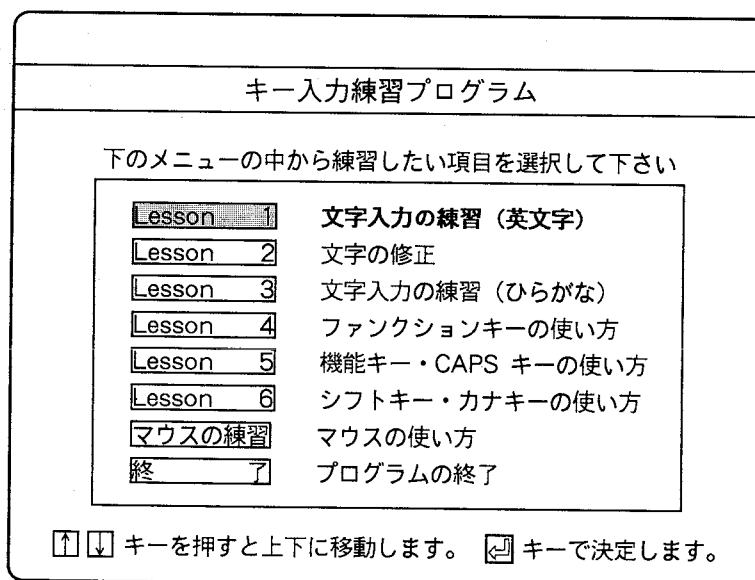 キー入力練習プログラム
下のメニューの中から練習したい項目を選択して下さい
Lesson 1 文字入力の練習（英文字）
Lesson 2 文字の修正
Lesson 3 文字入力の練習（ひらがな）
Lesson 4 ファンクションキーの使い方
Lesson 5 機能キー・CAPS キーの使い方
Lesson 6 シフトキー・カナキーの使い方
マウスの練習 マウスの使い方
終 了 プログラムの終了
↑ ↓ キーを押すと上下に移動します。 ↵ キーで決定します。